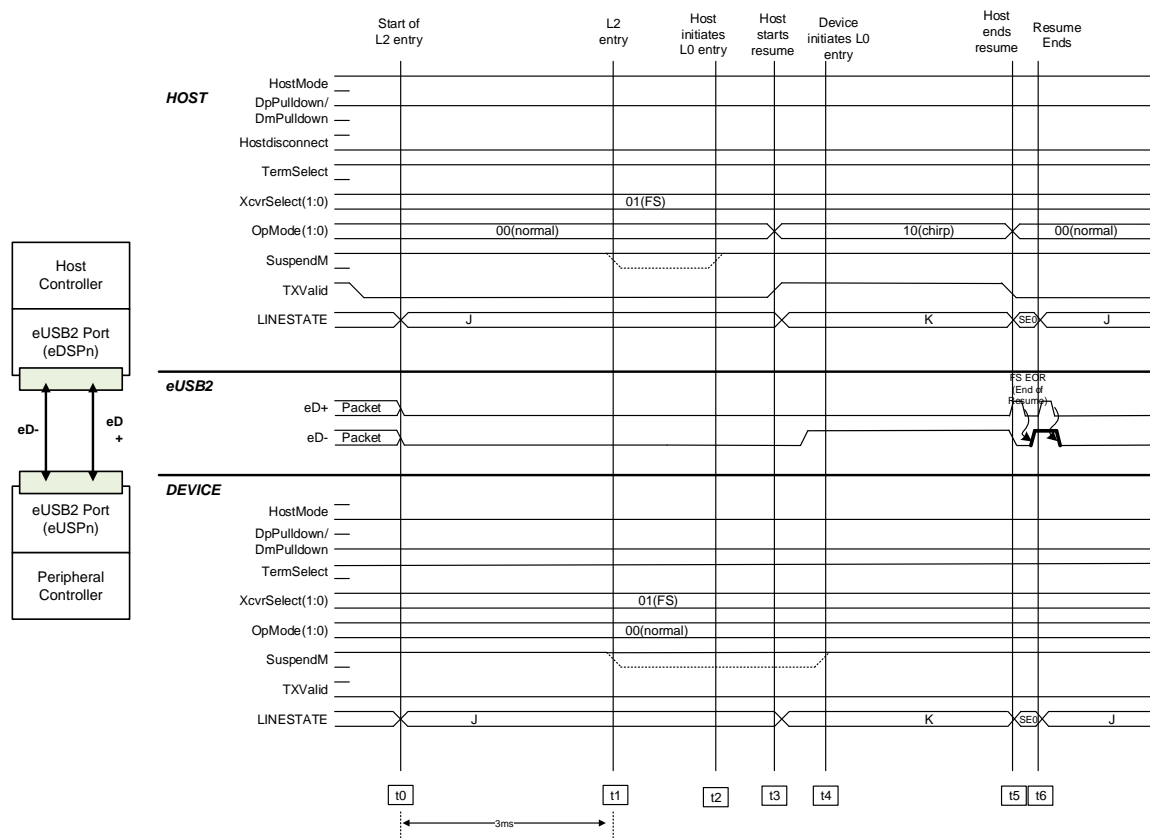 Start of
L2 entry
L2
entry
Host
initiates
L0 entry
Host
starts
resume
Device
initiates L0
entry
Host
ends
resume
Resume
Ends
HOST
HostMode
DpPulldown/
DmPulldown
Hostdisconnect
TermSelect
XcvrSelect(1:0)
01(FS)
OpMode(1:0)
00(normal)
10(chirp)
00(normal)
SuspendM
TXValid
LINESTATE
J
K
SE0
J
Host
Controller
eUSB2 Port
(eDSPn)
eD-
eD
+
eUSB2 Port
(eUSPn)
Peripheral
Controller
eUSB2
FS EOR
(End of
Resume)
eD+
Packet
eD-
Packet
DEVICE
HostMode
DpPulldown/
DmPulldown
TermSelect
XcvrSelect(1:0)
01(FS)
OpMode(1:0)
00(normal)
SuspendM
TXValid
LINESTATE
J
K
SE0
J
t0
t1
t2
t3
t4
t5
t6
3ms